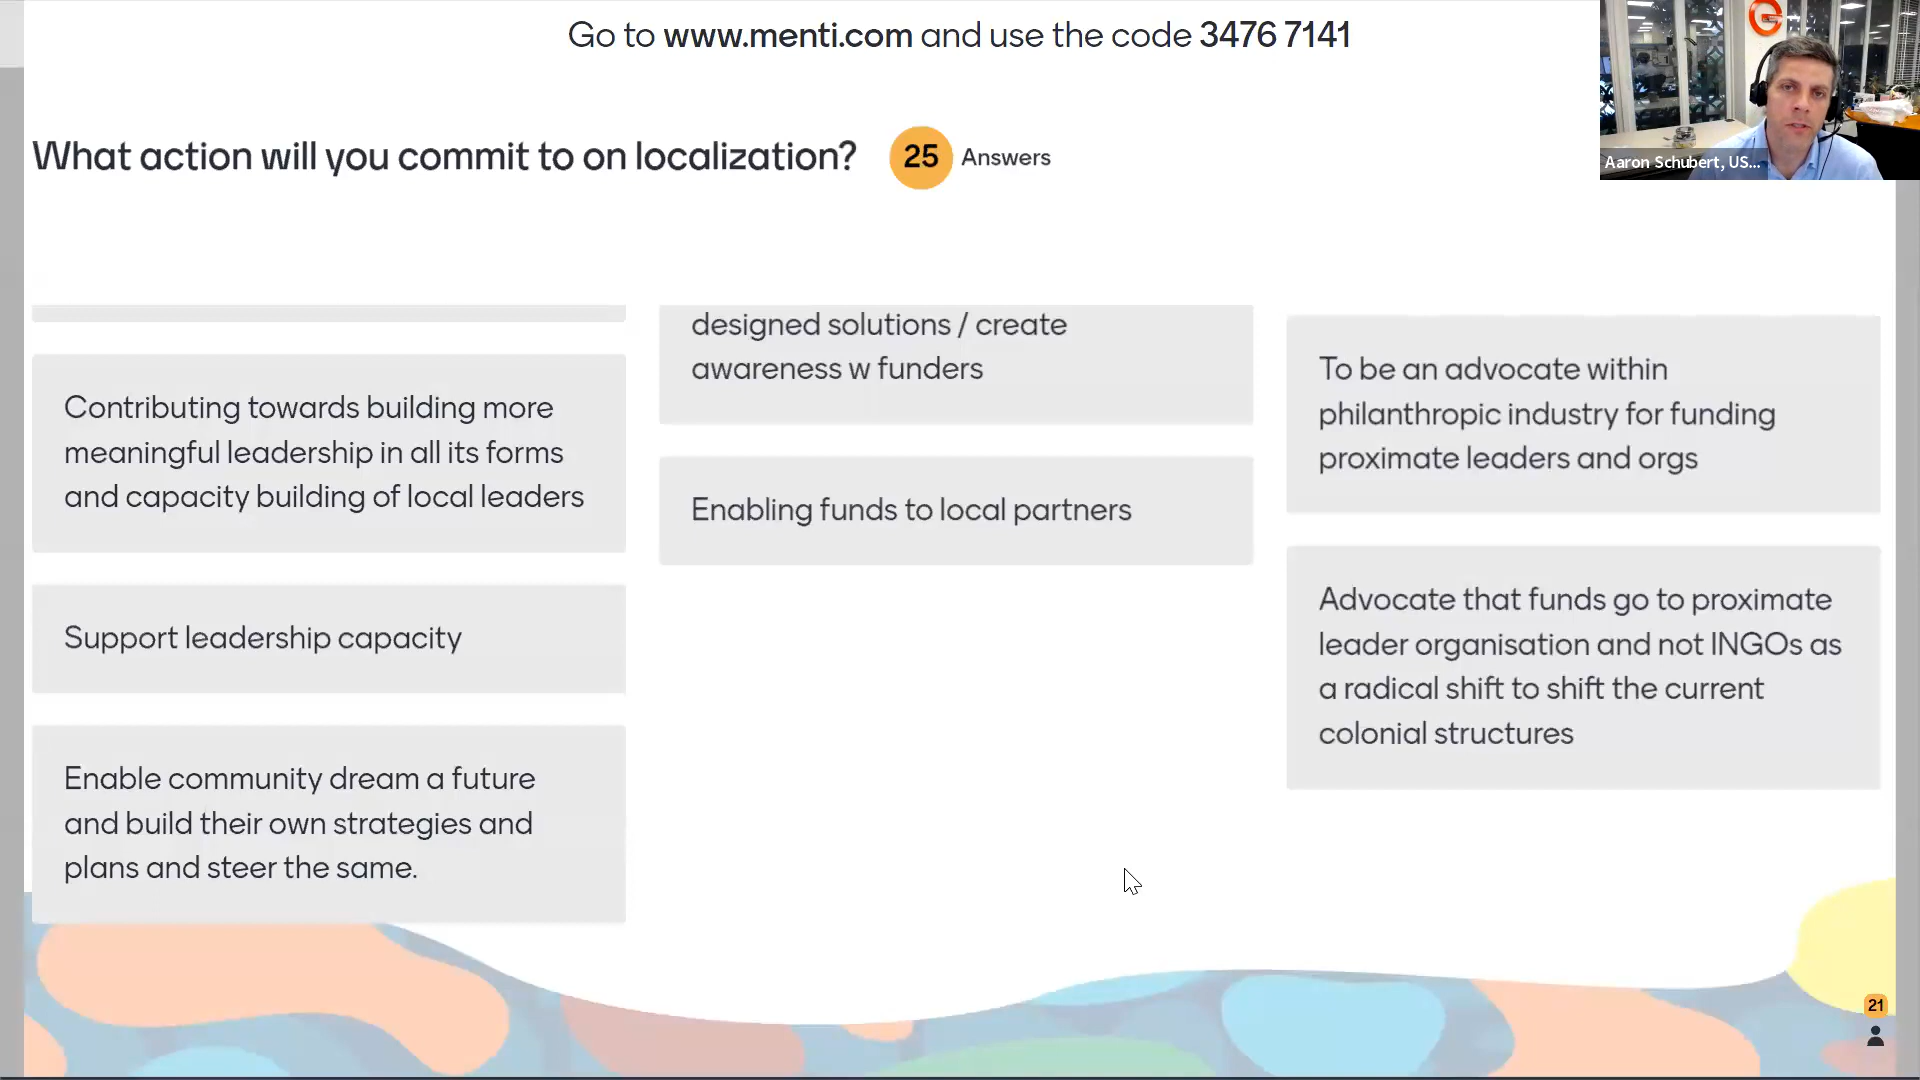 Go to www.menti.com and use the code 3476 7141
What action will you commit to on localization?
25 Answers
Aaron Schubert, US...
Contributing towards building more
meaningful leadership in all its forms
and capacity building of local leaders
Support leadership capacity
Enable community dream a future
and build their own strategies and
plans and steer the same.
designed solutions / create
awareness w funders
Enabling funds to local partners
To be an advocate within
philanthropic industry for funding
proximate leaders and orgs
Advocate that funds go to proximate
leader organisation and not INGOs as
a radical shift to shift the current
colonial structures
21